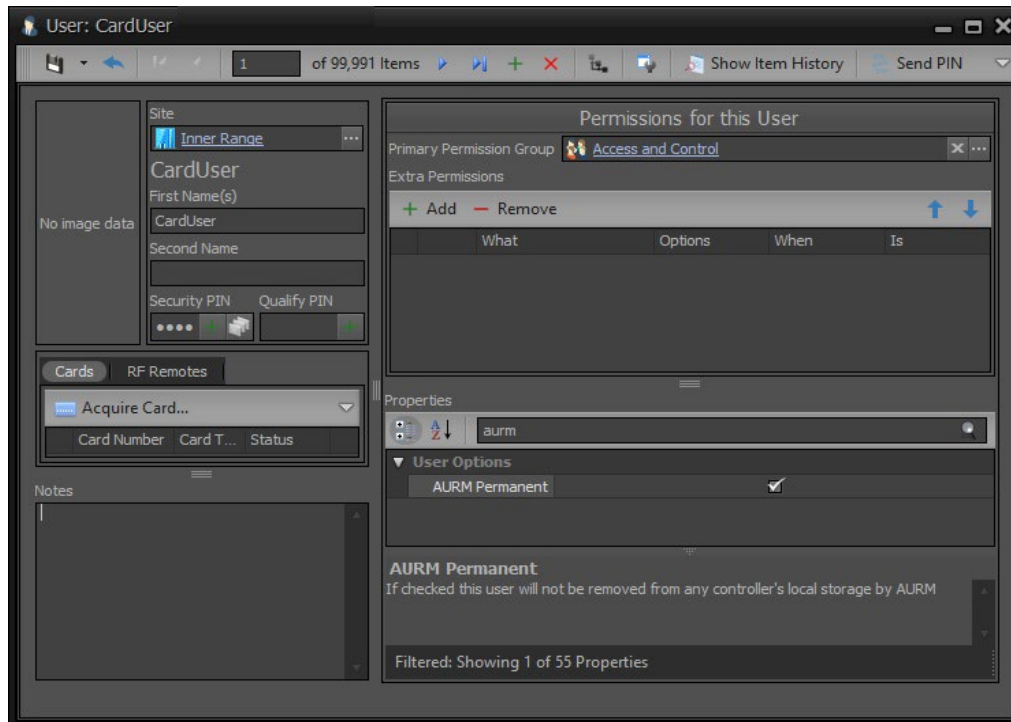 User: CardUser
1 of 99,991 Items Show Item History Send PIN
No image data
Site
Inner Range
CardUser
First Name(s)
CardUser
Second Name
Security PIN Qualify PIN
••••
Cards RF Remotes
Acquire Card...
Card Number Card T... Status
Notes
Permissions for this User
Primary Permission Group Access and Control
Extra Permissions
Add Remove
What Options When Is
Properties
aurm
User Options
AURM Permanent
AURM Permanent
If checked this user will not be removed from any controller's local storage by AURM
Filtered: Showing 1 of 55 Properties